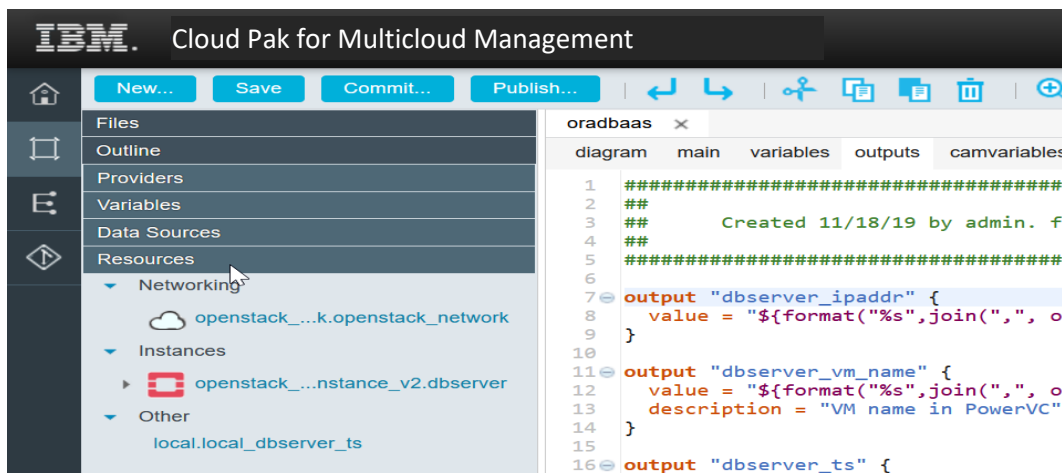 IBM. Cloud Pak for Multicloud Management
New... Save Commit... Publish...
Files
Outline
Providers
Variables
Data Sources
Resources
Networking
openstack_...k.openstack_network
Instances
openstack_...nstance_v2.dbserver
Other
local.local_dbserver_ts
oradbaas ×
diagram main variables outputs camvariables
1 ####################################
2 ##
3 ## Created 11/18/19 by admin. f
4 ##
5 ####################################
6
7 output "dbserver_ipaddr" {
8 value = "${format("%s",join(",", o
9 }
10
11 output "dbserver_vm_name" {
12 value = "${format("%s",join(",", o
13 description = "VM name in PowerVC"
14 }
15
16 output "dbserver_ts" {